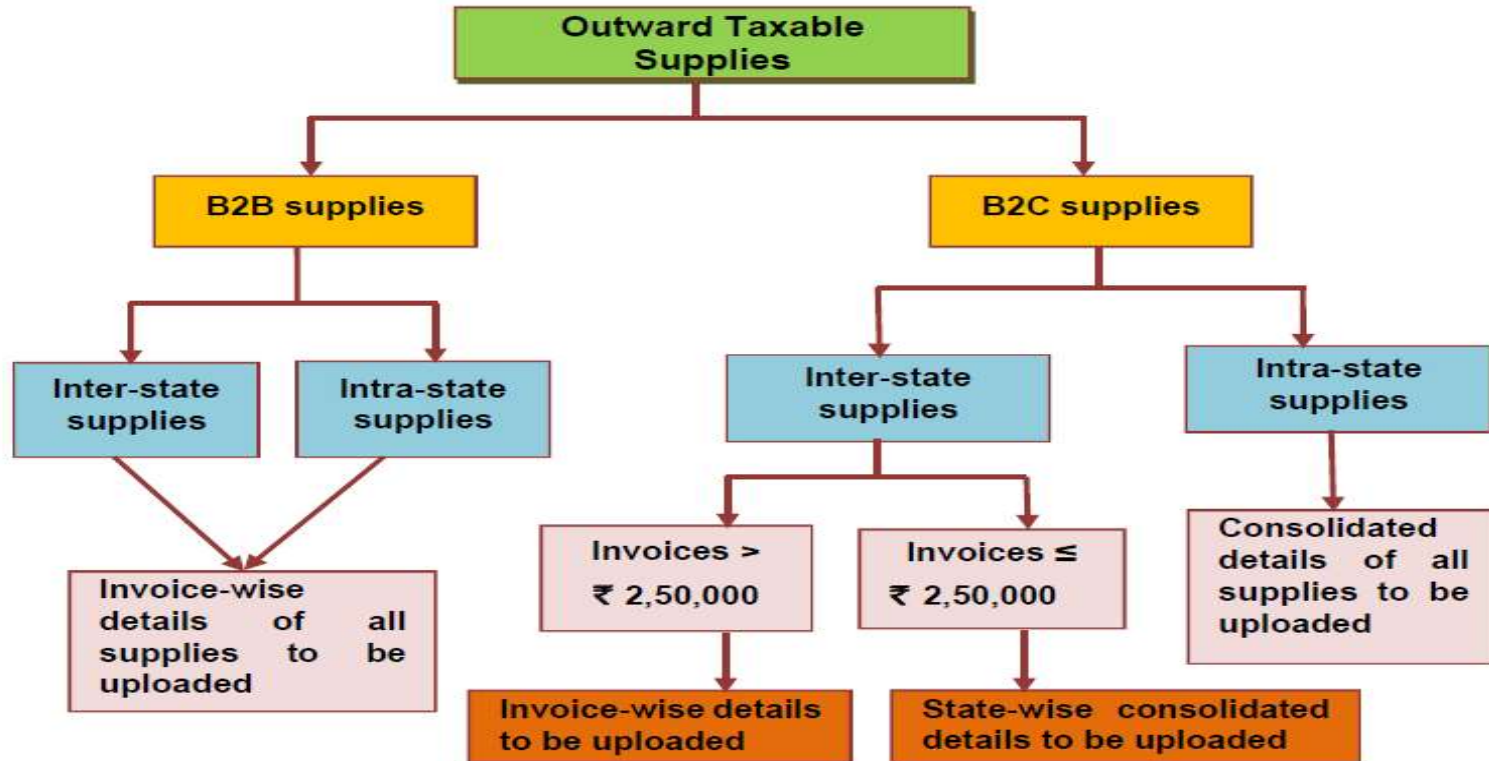 Outward Taxable
Supplies
B2B supplies
B2C supplies
Inter-state
supplies
Intra-state
supplies
Inter-state
supplies
Intra-state
supplies
Invoice-wise
details of all
supplies to be
uploaded
Invoices >
₹ 2,50,000
Invoices ≤
₹ 2,50,000
Consolidated
details of all
supplies to be
uploaded
Invoice-wise details
to be uploaded
State-wise consolidated
details to be uploaded